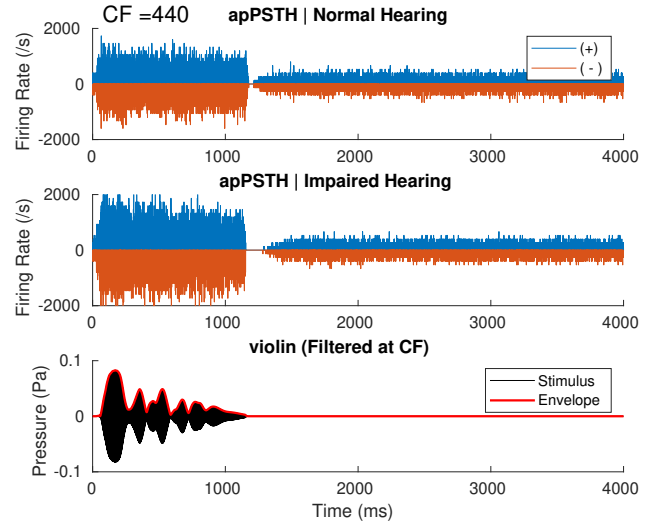 CF =440
apPSTH | Normal Hearing
Firing Rate (/s)
2000
0
-2000
(+)
( - )
0 1000 2000 3000 4000
apPSTH | Impaired Hearing
Firing Rate (/s)
2000
0
-2000
0 1000 2000 3000 4000
violin (Filtered at CF)
Pressure (Pa)
0.1
0
-0.1
Stimulus
Envelope
0 1000 2000 3000 4000
Time (ms)